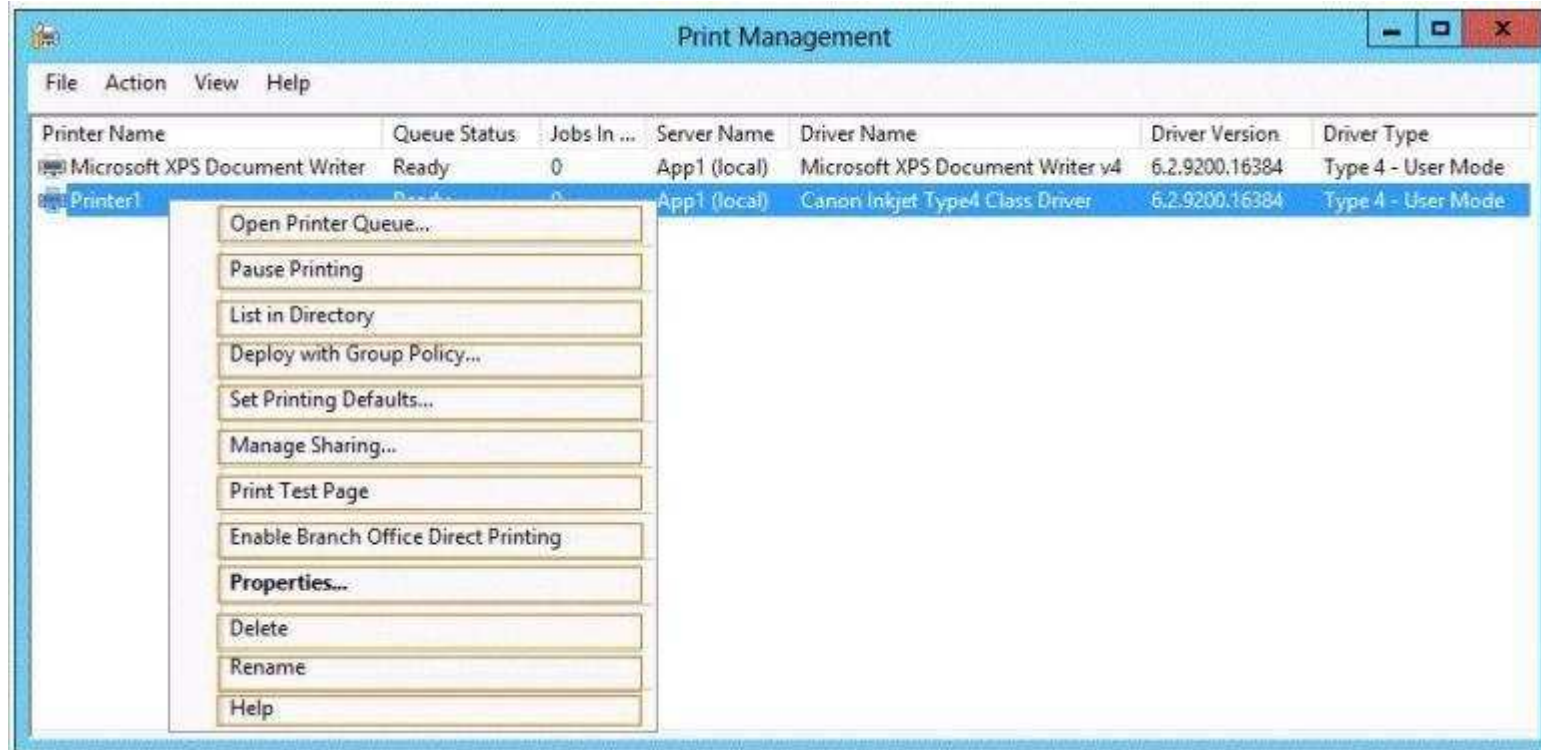 Print Management
File Action View Help
Printer Name Queue Status Jobs In ... Server Name Driver Name Driver Version Driver Type
Microsoft XPS Document Writer Ready 0 App1 (local) Microsoft XPS Document Writer v4 6.2.9200.16384 Type 4 - User Mode
Printer1 App1 (local) Canon Inkjet Type4 Class Driver 6.2.9200.16384 Type 4 - User Mode
Open Printer Queue...
Pause Printing
List in Directory
Deploy with Group Policy...
Set Printing Defaults...
Manage Sharing...
Print Test Page
Enable Branch Office Direct Printing
Properties...
Delete
Rename
Help